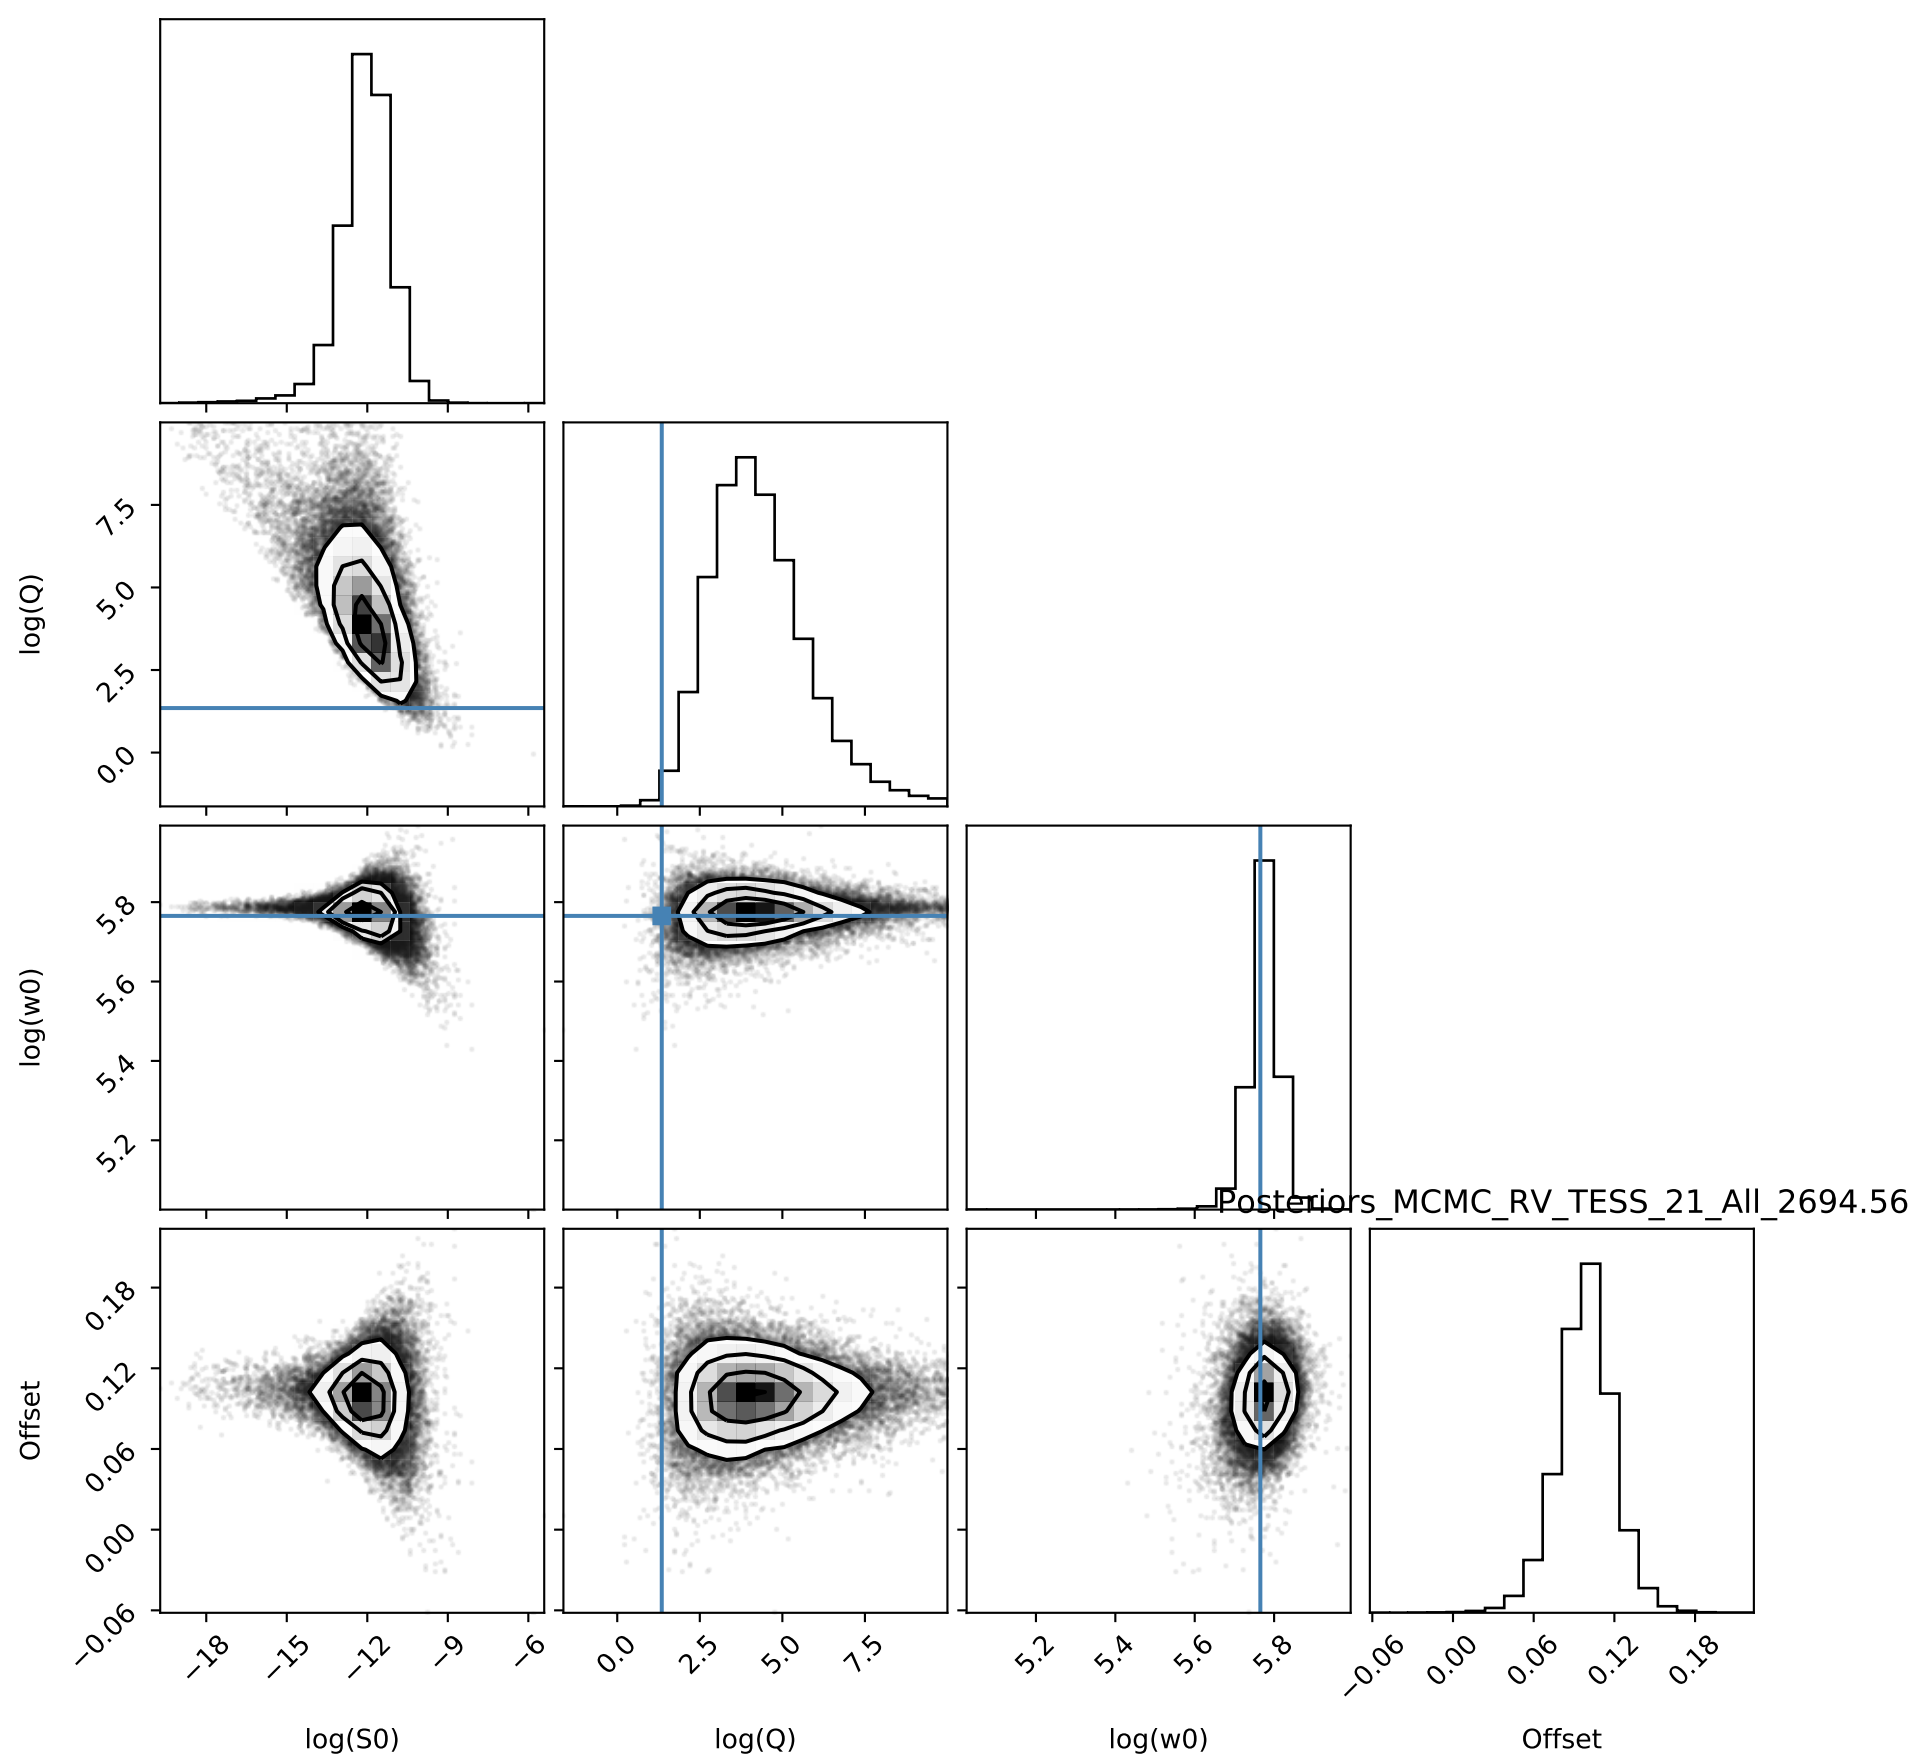 log(Q)
7.5
5.0
2.5
0.0
log(w0)
5.8
5.6
5.4
5.2
Posteriors_MCMC_RV_TESS_21_All_2694.56
Offset
0.18
0.12
0.06
0.00
−0.06
−18 −15 −12 −9 −6 0.0 2.5 5.0 7.5 5.2 5.4 5.6 5.8 −0.06 0.00 0.06 0.12 0.18
log(S0) log(Q) log(w0) Offset